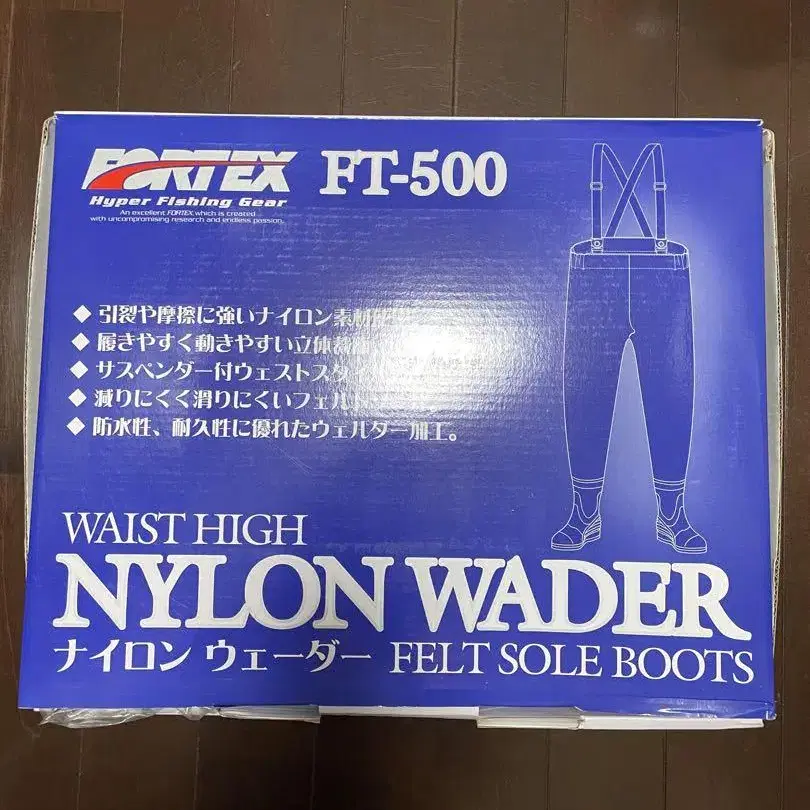 FORTEX FT-500
Hyper Fishing Gear
An excellent FORTEX which is created
with uncompromising research and endless passion.
◆ 引裂や摩擦に強いナイロン素材
◆ 履きやすく動きやすい立体裁
◆ サスペンダー付ウェストスタ
◆ 減りにくく滑りにくいフェル
◆ 防水性、耐久性に優れたウェルダー加工。
WAIST HIGH
NYLON WADER
ナイロン ウェーダー FELT SOLE BOOTS